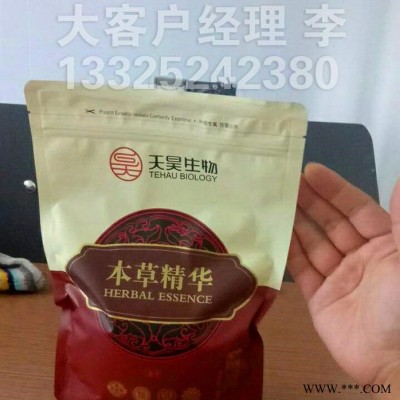 大客户经理 李
13325242380
天昊生物
TEHAU BIOLOGY
本草精华
HERBAL ESSENCE
www.***.COM